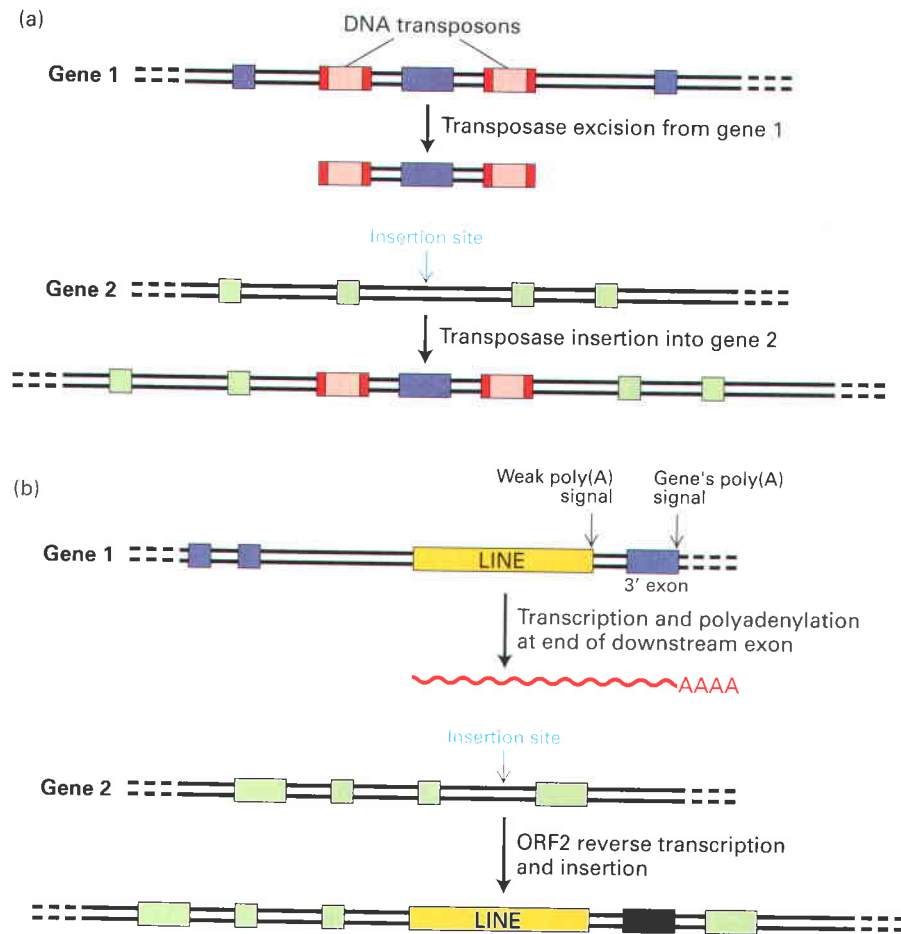 (a)
DNA transposons
Gene 1
Transposase excision from gene 1
Insertion site
Gene 2
Transposase insertion into gene 2
(b)
Weak poly(A)
signal
Gene's poly(A)
signal
Gene 1
LINE
3' exon
Transcription and polyadenylation
at end of downstream exon
AAAA
Insertion site
Gene 2
ORF2 reverse transcription
and insertion
LINE